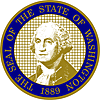 THE SEAL OF THE STATE OF WASHINGTON
1889